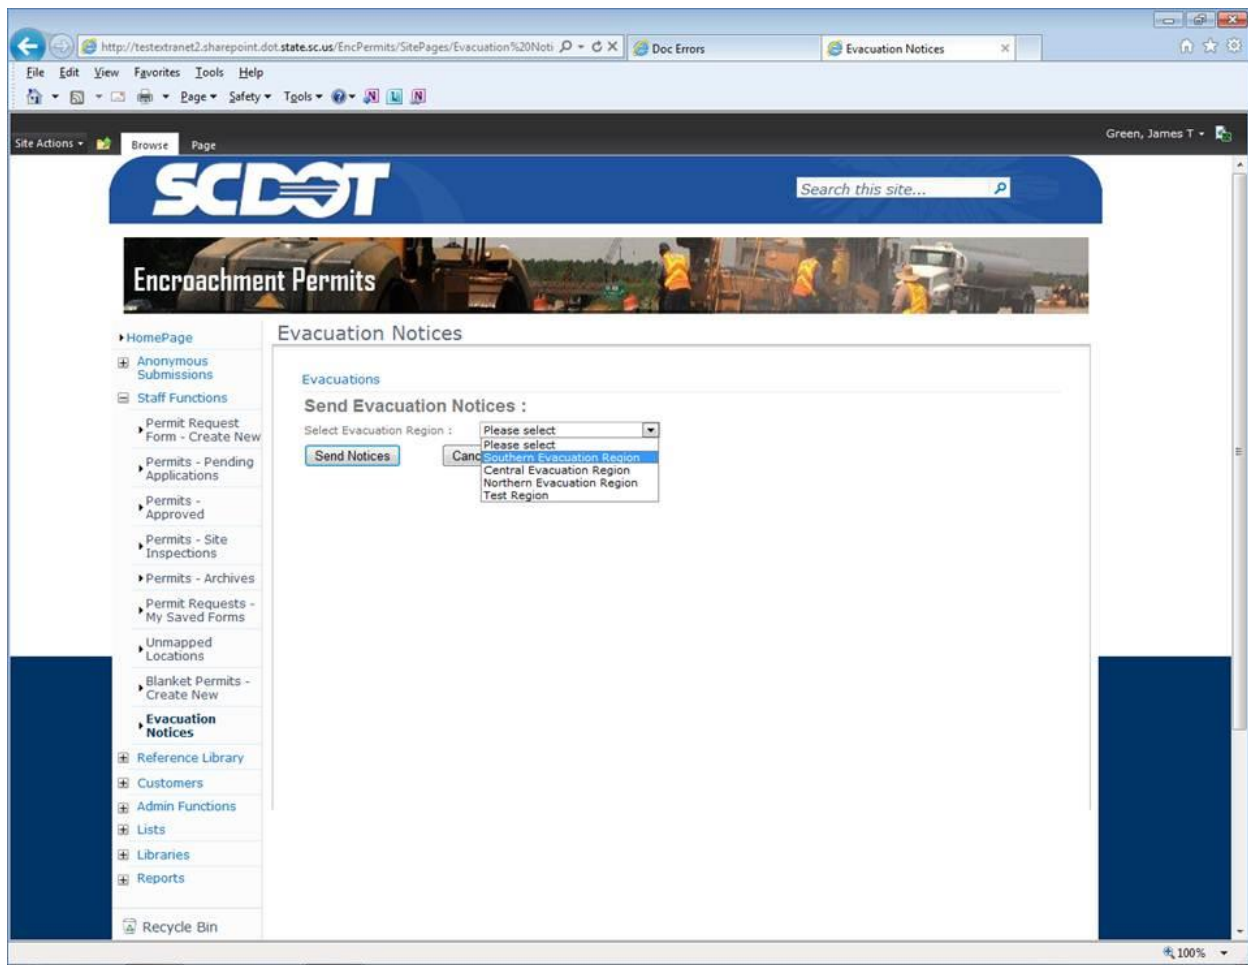 http://testextranet2.sharepoint.dot.state.sc.us/EncPermits/SitePages/Evacuation%20Noti
Doc Errors
Evacuation Notices
File Edit View Favorites Tools Help
Page Safety Tools
Site Actions
Browse
Page
Green, James T
SCDOT
Search this site...
Encroachment Permits
HomePage
Anonymous
Submissions
Staff Functions
Permit Request
Form - Create New
Permits - Pending
Applications
Permits -
Approved
Permits - Site
Inspections
Permits - Archives
Permit Requests -
My Saved Forms
Unmapped
Locations
Blanket Permits -
Create New
Evacuation
Notices
Reference Library
Customers
Admin Functions
Lists
Libraries
Reports
Recycle Bin
Evacuation Notices
Evacuations
Send Evacuation Notices :
Select Evacuation Region : Please select
Please select
Southern Evacuation Region
Central Evacuation Region
Northern Evacuation Region
Test Region
Send Notices
Canc
100%